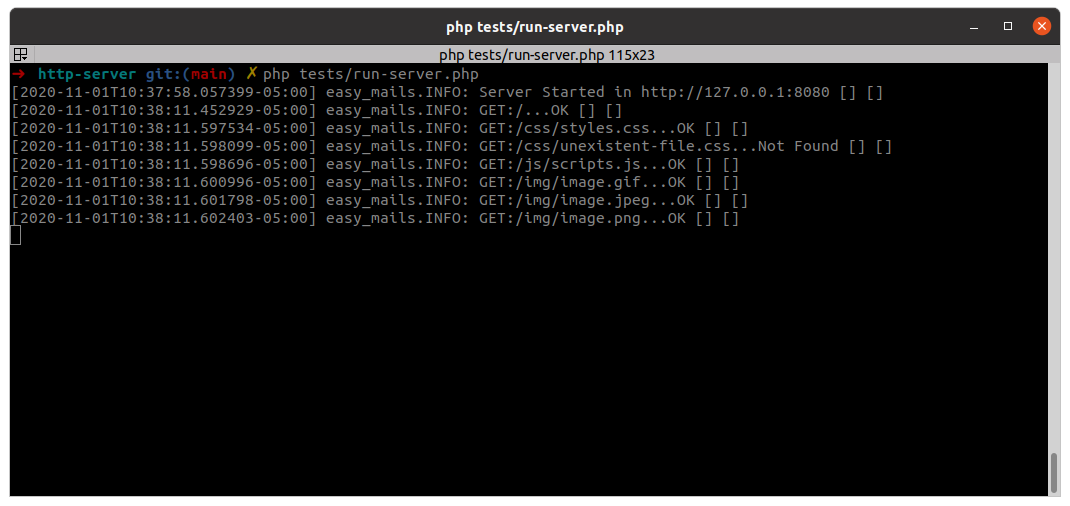 php tests/run-server.php
php tests/run-server.php 115x23
➜ http-server git:(main) ✗ php tests/run-server.php
[2020-11-01T10:37:58.057399-05:00] easy_mails.INFO: Server Started in http://127.0.0.1:8080 [] []
[2020-11-01T10:38:11.452929-05:00] easy_mails.INFO: GET:/...OK [] []
[2020-11-01T10:38:11.597534-05:00] easy_mails.INFO: GET:/css/styles.css...OK [] []
[2020-11-01T10:38:11.598099-05:00] easy_mails.INFO: GET:/css/unexistent-file.css...Not Found [] []
[2020-11-01T10:38:11.598696-05:00] easy_mails.INFO: GET:/js/scripts.js...OK [] []
[2020-11-01T10:38:11.600996-05:00] easy_mails.INFO: GET:/img/image.gif...OK [] []
[2020-11-01T10:38:11.601798-05:00] easy_mails.INFO: GET:/img/image.jpeg...OK [] []
[2020-11-01T10:38:11.602403-05:00] easy_mails.INFO: GET:/img/image.png...OK [] []